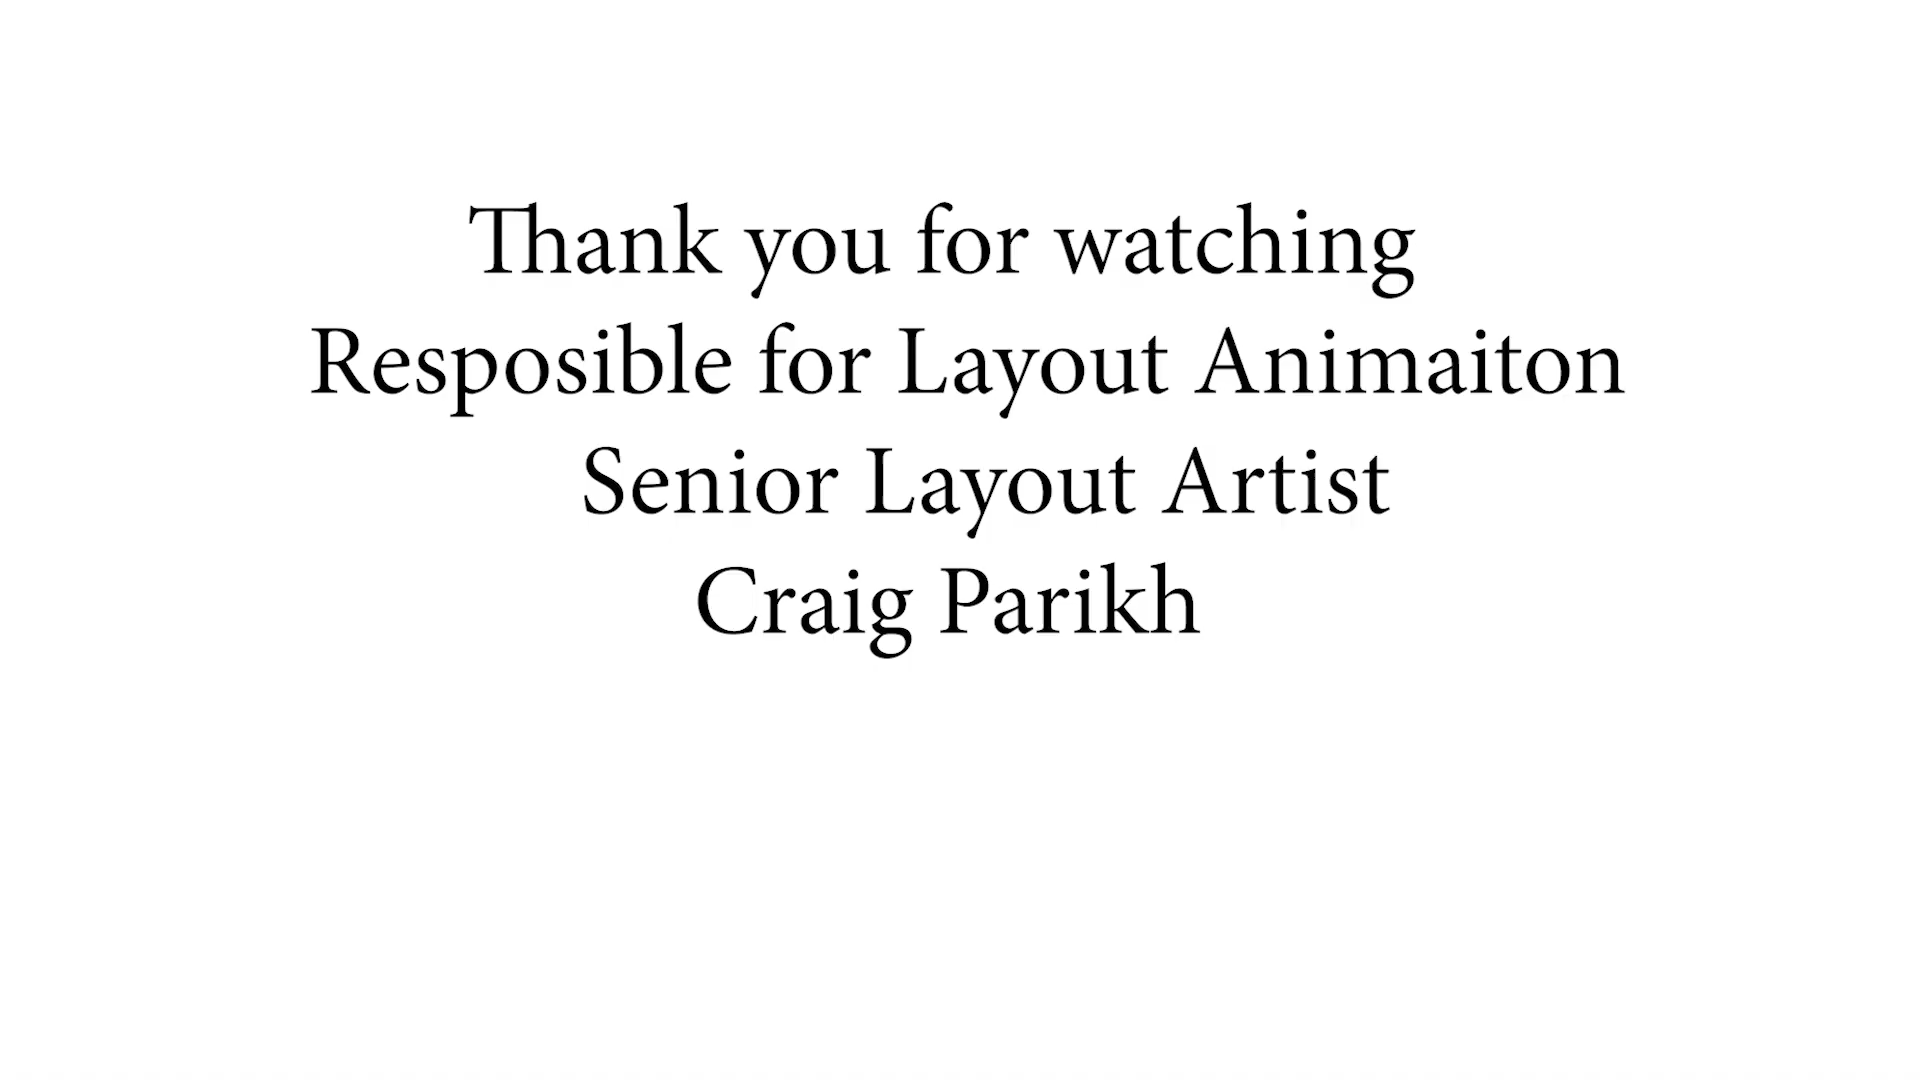 Thank you for watching
Resposible for Layout Animaiton
Senior Layout Artist
Craig Parikh